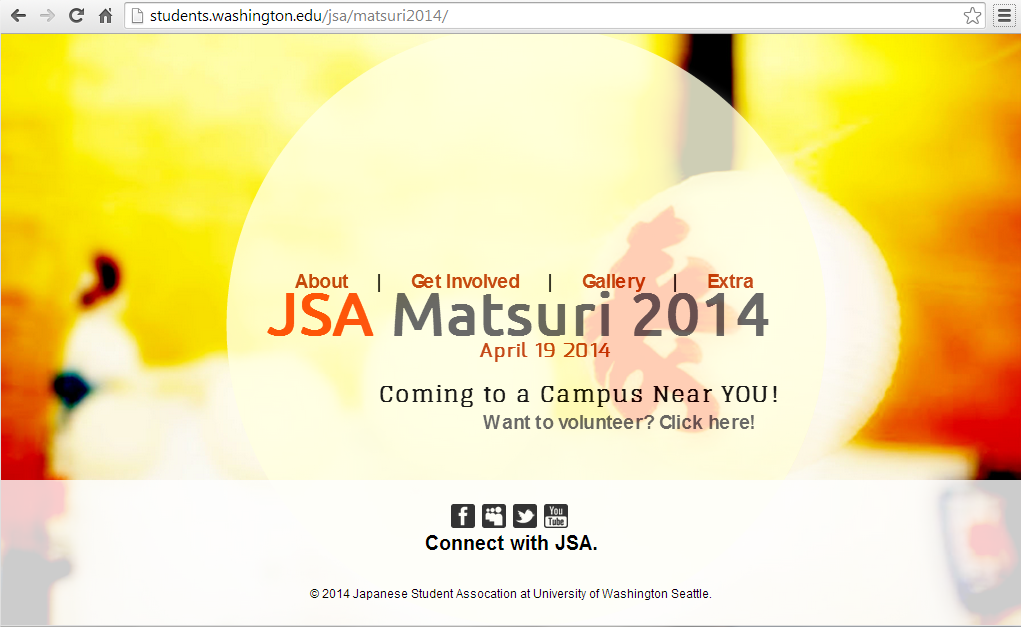 students.washington.edu/jsa/matsuri2014/
About | Get Involved | Gallery | Extra
JSA Matsuri 2014
April 19 2014
Coming to a Campus Near YOU!
Want to volunteer? Click here!
You Tube
Connect with JSA.
© 2014 Japanese Student Assocation at University of Washington Seattle.